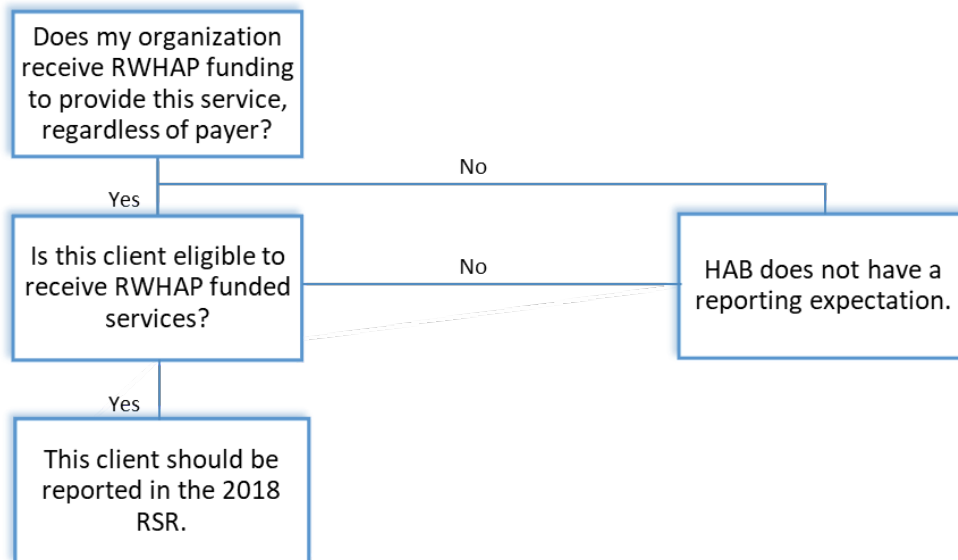 Does my organization
receive RWHAP funding
to provide this service,
regardless of payer?
No
Yes
Is this client eligible to
receive RWHAP funded
services?
No
HAB does not have a
reporting expectation.
Yes
This client should be
reported in the 2018
RSR.